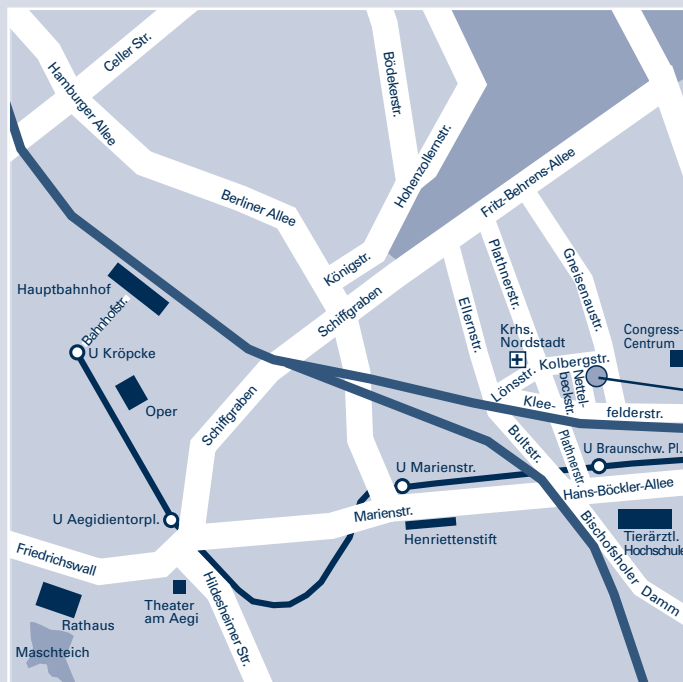 Celler Str.
Hamburger Allee
Bödekerstr.
Hohenzollernstr.
Fritz-Behrens-Allee
Berliner Allee
Königstr.
Plathnerstr.
Gneisenaustr.
Hauptbahnhof
Bahnhofstr.
Schiffgraben
Ellernstr.
Krhs.
Nordstadt
Congress-
Centrum
U Kröpcke
Kolbergstr.
Lönsstr.
Nettel-
beckstr.
Oper
Klee-
felderstr.
Schiffgraben
Bultstr.
Plathnerstr.
U Braunschw. Pl.
U Marienstr.
Hans-Böckler-Allee
U Aegidientorpl.
Marienstr.
Henriettenstift
Bischofsholer Damm
Tierärztl.
Hochschule
Friedrichswall
Hildesheimer Str.
Theater
am Aegi
Rathaus
Maschteich